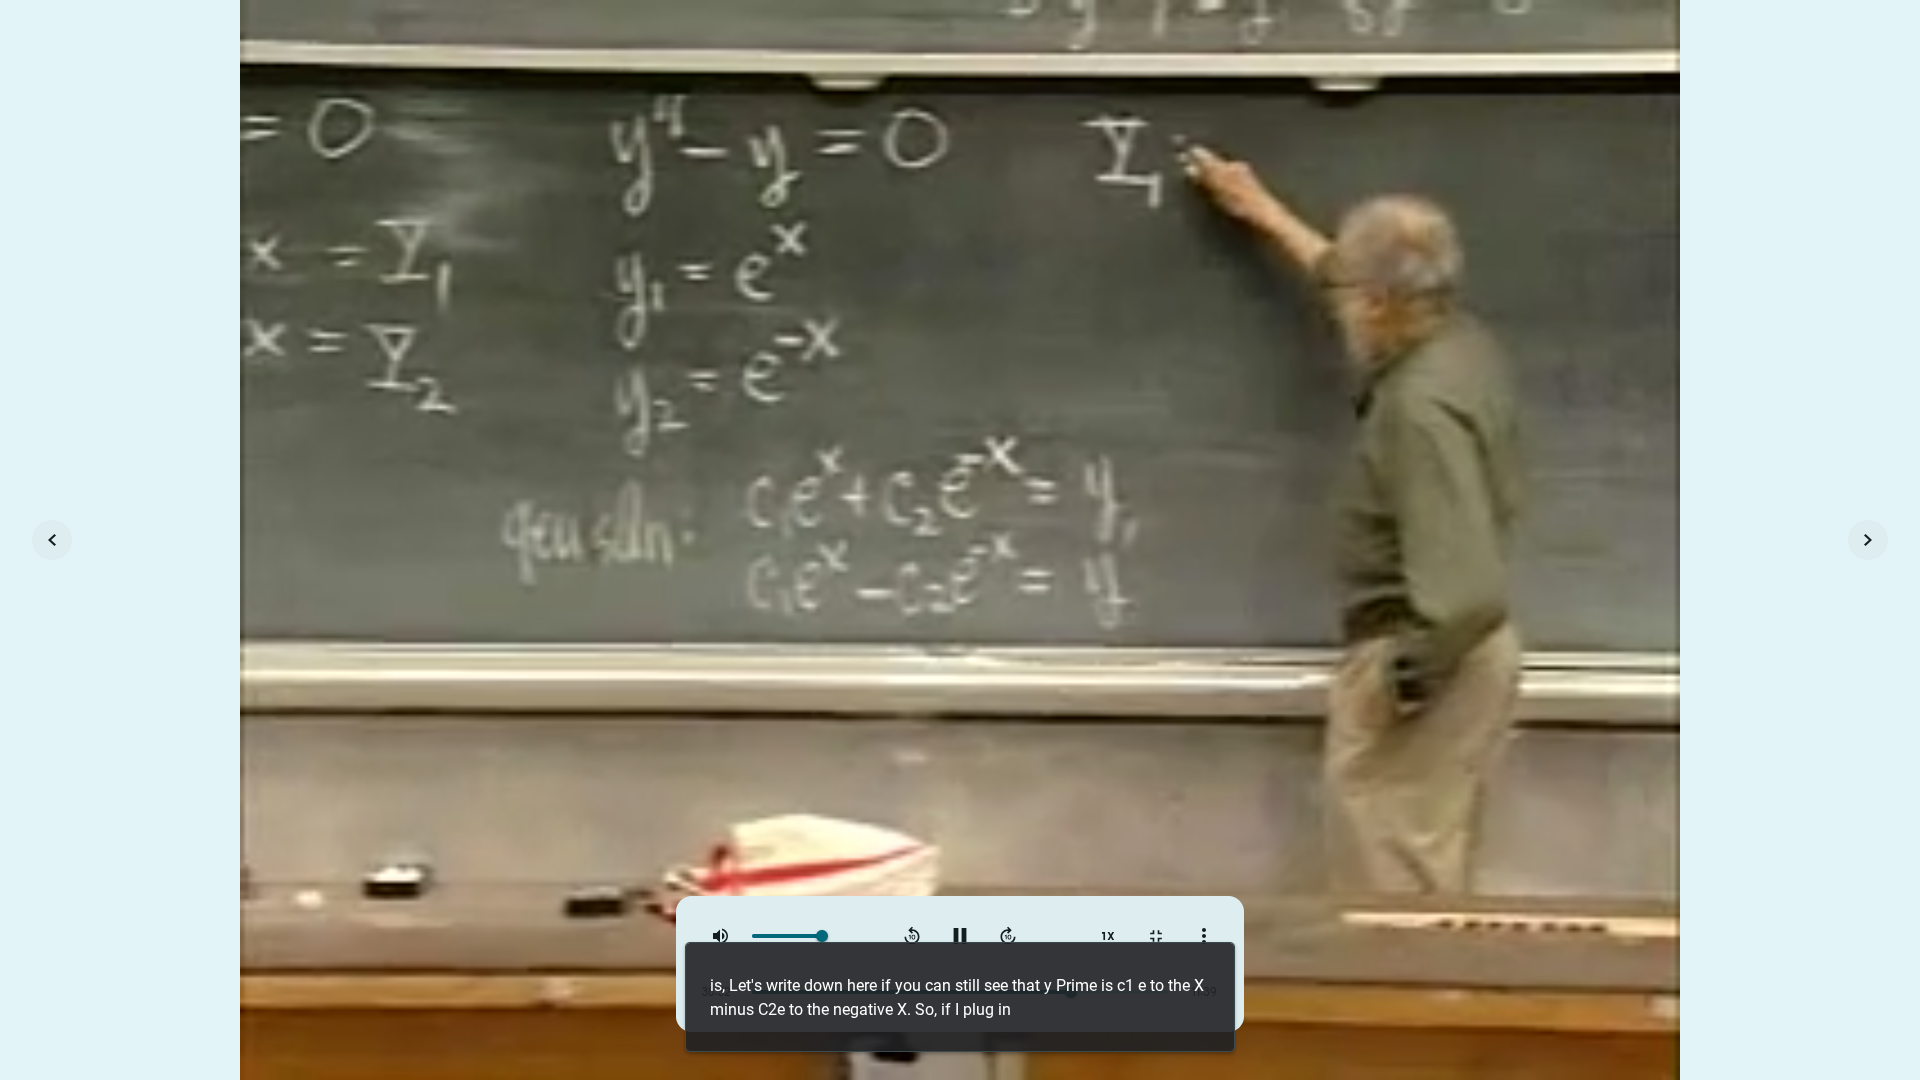 = 0
x = Y₁
x = Y₂
y" - y = 0
y₁ = eˣ
y₂ = e⁻ˣ
gen soln:
c₁eˣ + c₂e⁻ˣ = y,
c₁eˣ - c₂e⁻ˣ = y
Y₁
1X
is, Let's write down here if you can still see that y Prime is c1 e to the X
minus C2e to the negative X. So, if I plug in